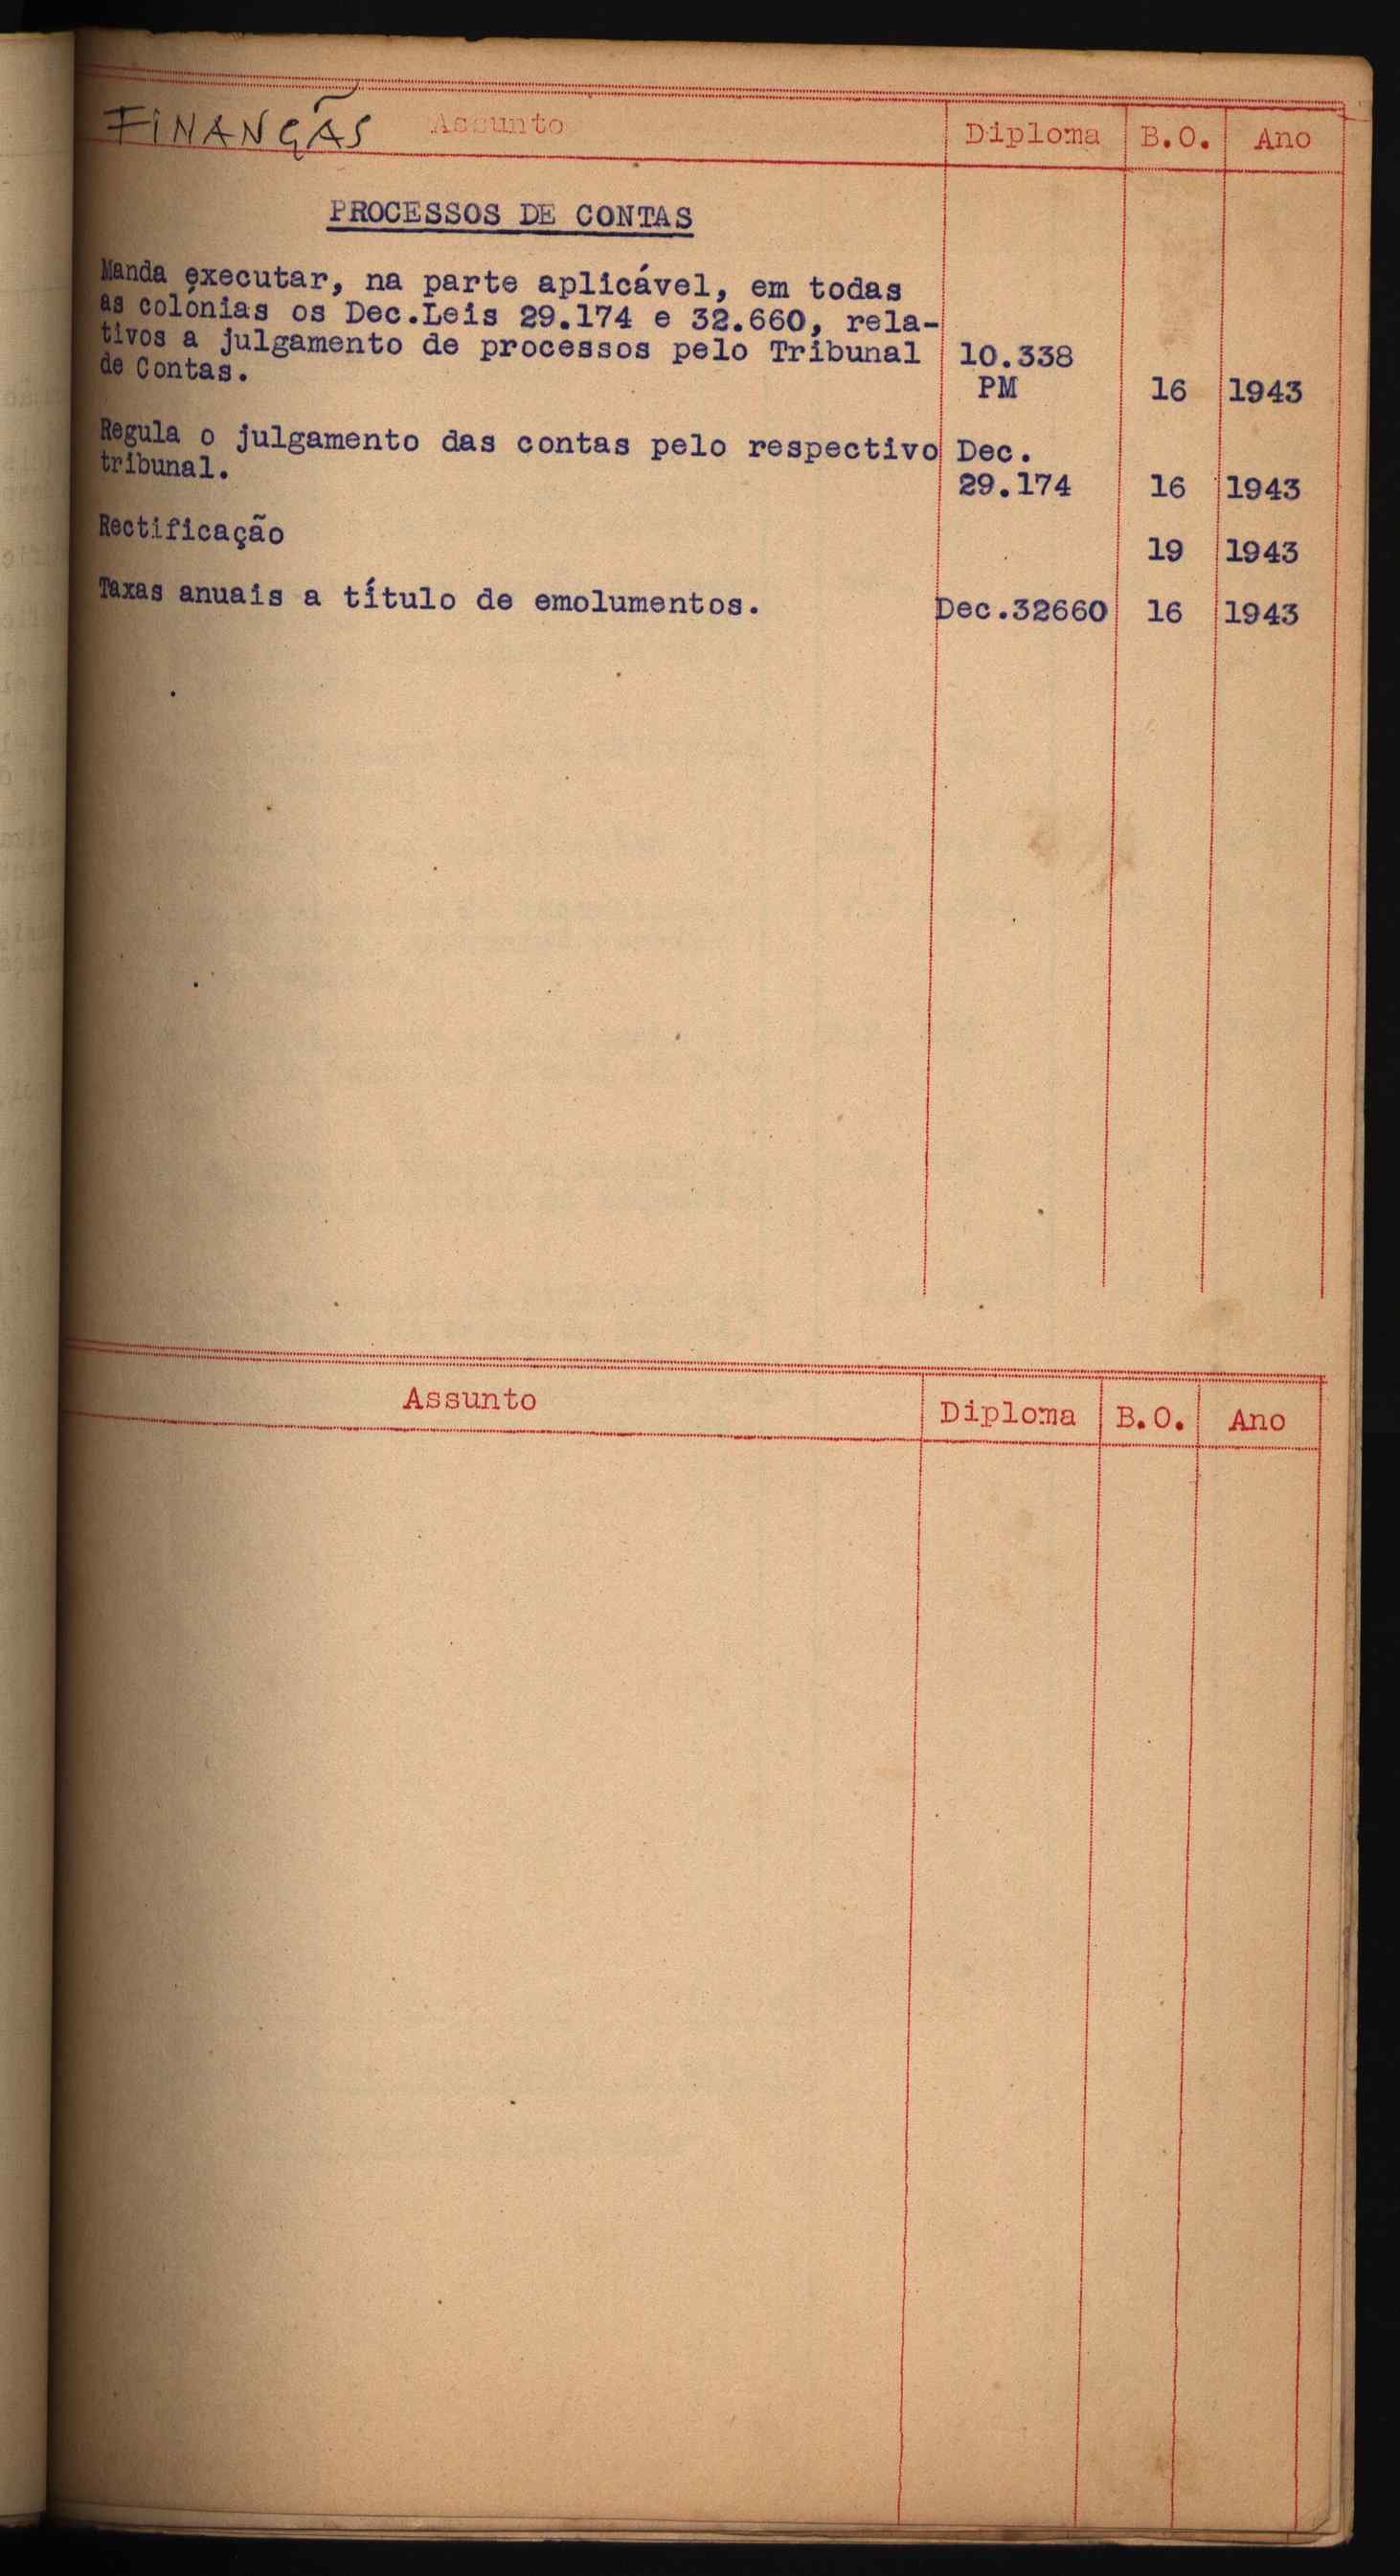 FINANÇAS Assunto Diploma B.O. Ano
PROCESSOS DE CONTAS
Manda executar, na parte aplicável, em todas
as colónias os Dec.Leis 29.174 e 32.660, rela-
tivos a julgamento de processos pelo Tribunal 10.338
de Contas. PM 16 1943
Regula o julgamento das contas pelo respectivo Dec.
tribunal. 29.174 16 1943
Rectificação 19 1943
Taxas anuais a título de emolumentos. Dec.32660 16 1943
Assunto Diploma B.O. Ano